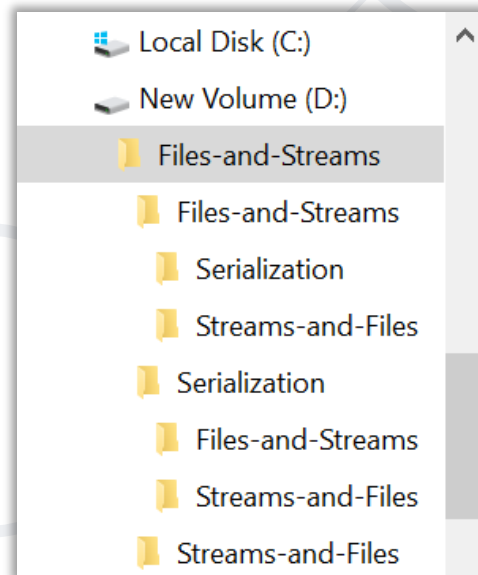 Local Disk (C:)
New Volume (D:)
Files-and-Streams
Files-and-Streams
Serialization
Streams-and-Files
Serialization
Files-and-Streams
Streams-and-Files
Streams-and-Files